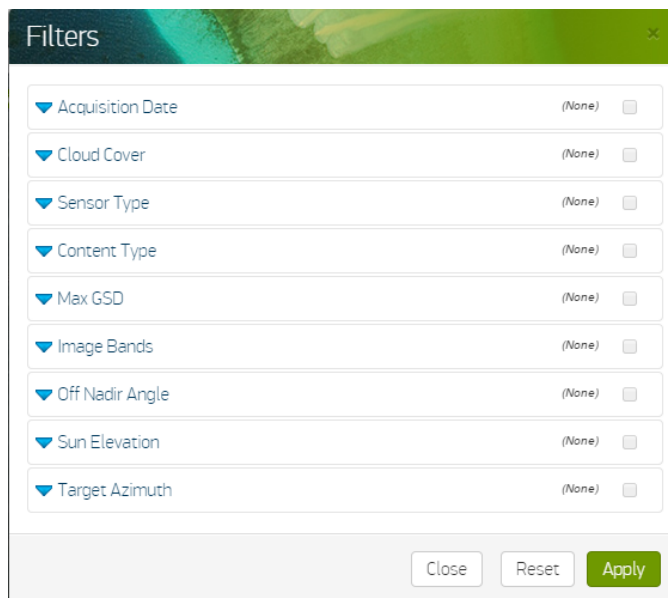 Filters
Acquisition Date (None)
Cloud Cover (None)
Sensor Type (None)
Content Type (None)
Max GSD (None)
Image Bands (None)
Off Nadir Angle (None)
Sun Elevation (None)
Target Azimuth (None)
Close Reset Apply